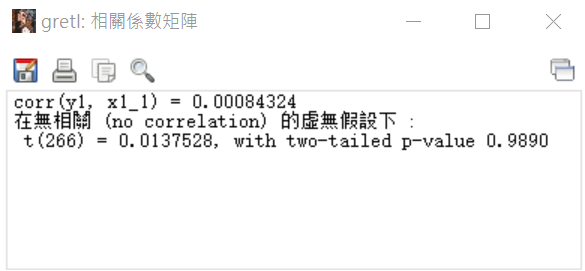 gretl: 相關係數矩陣
corr(y1, x1_1) = 0.00084324
在無相關 (no correlation) 的虛無假設下 :
t(266) = 0.0137528, with two-tailed p-value 0.9890